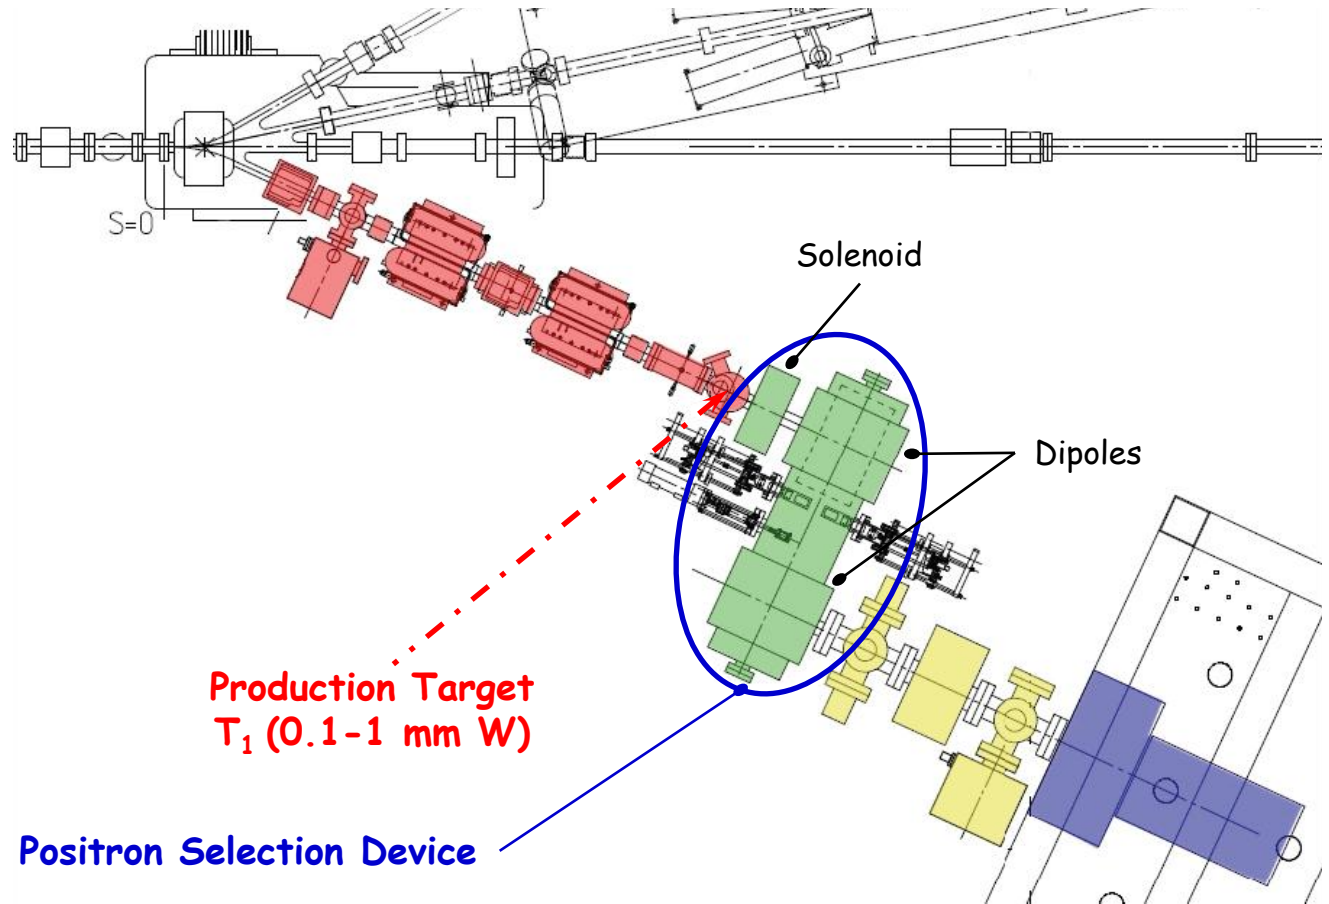 S=0
Solenoid
Dipoles
Production Target
T₁ (0.1-1 mm W)
Positron Selection Device